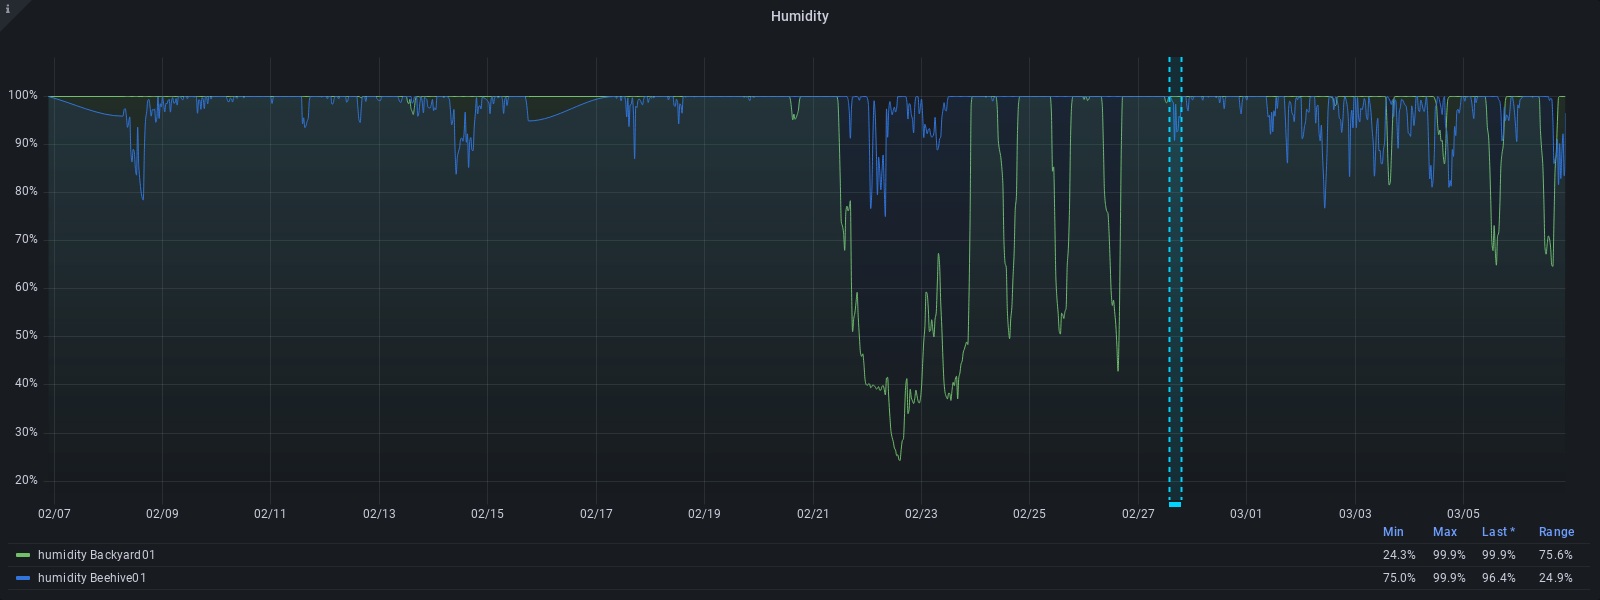 i
Humidity
100%
90%
80%
70%
60%
50%
40%
30%
20%
02/07 02/09 02/11 02/13 02/15 02/17 02/19 02/21 02/23 02/25 02/27 03/01 03/03 03/05
Min Max Last * Range
humidity Backyard01 24.3% 99.9% 99.9% 75.6%
humidity Beehive01 75.0% 99.9% 96.4% 24.9%